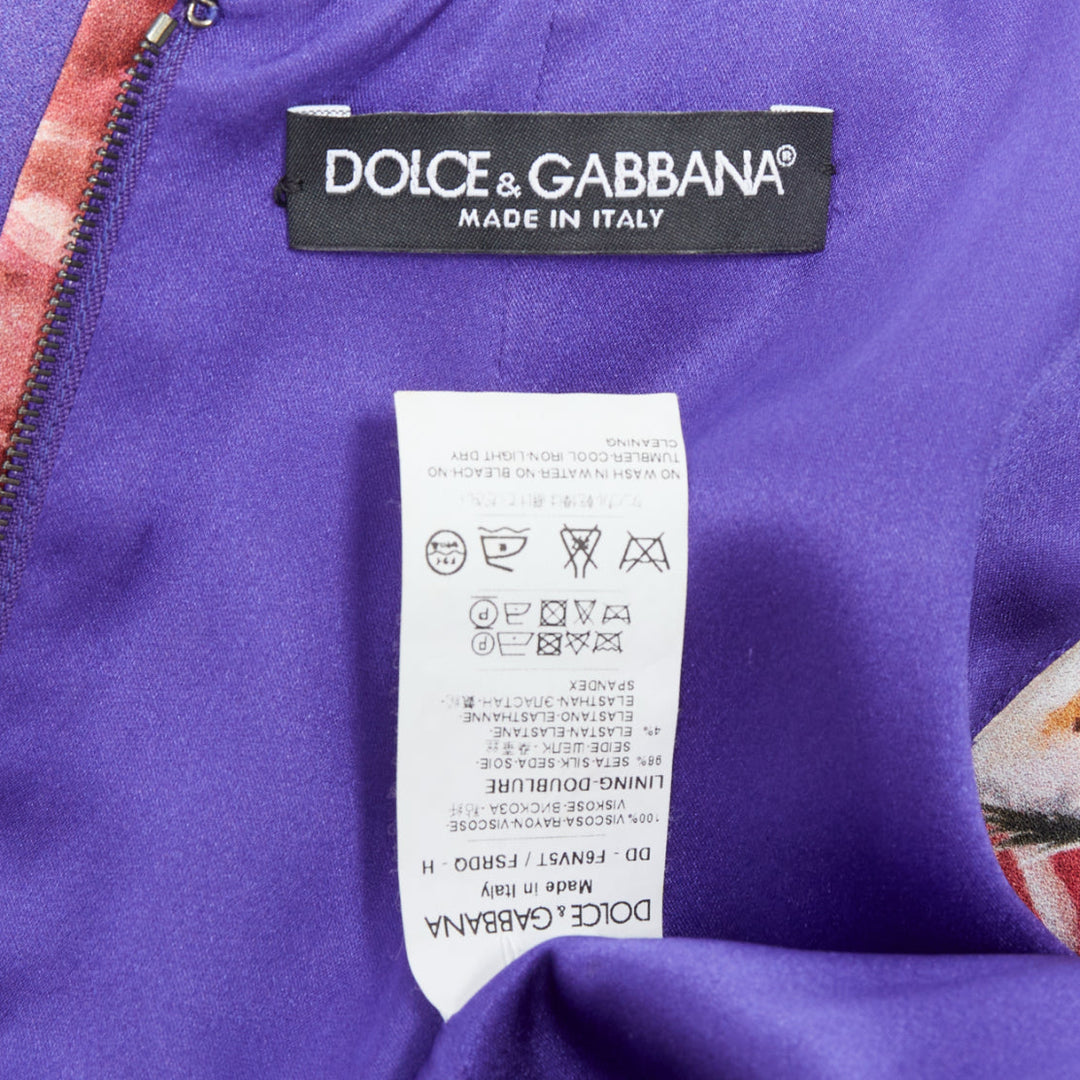 DOLCE & GABBANA®
MADE IN ITALY
DOLCE & GABBANA
Made in Italy
DD - F6NV5T / FSRDQ - H
100% VISCOSA-RAYON-VISCOSE-
VISKOSE-ВИСКОЗА-
LINING-DOUBLURE
96% SETA-SILK-SEDA-SOIE-
SEIDE-ШЕЛК-
4% ELASTAN-ELASTANE-
ELASTANO-ELASTHANNE-
ELASTHAN-ЭЛАСТАН-
SPANDEX
P
P
NO WASH IN WATER-NO BLEACH-NO
TUMBLER-COOL IRON-LIGHT DRY
CLEANING